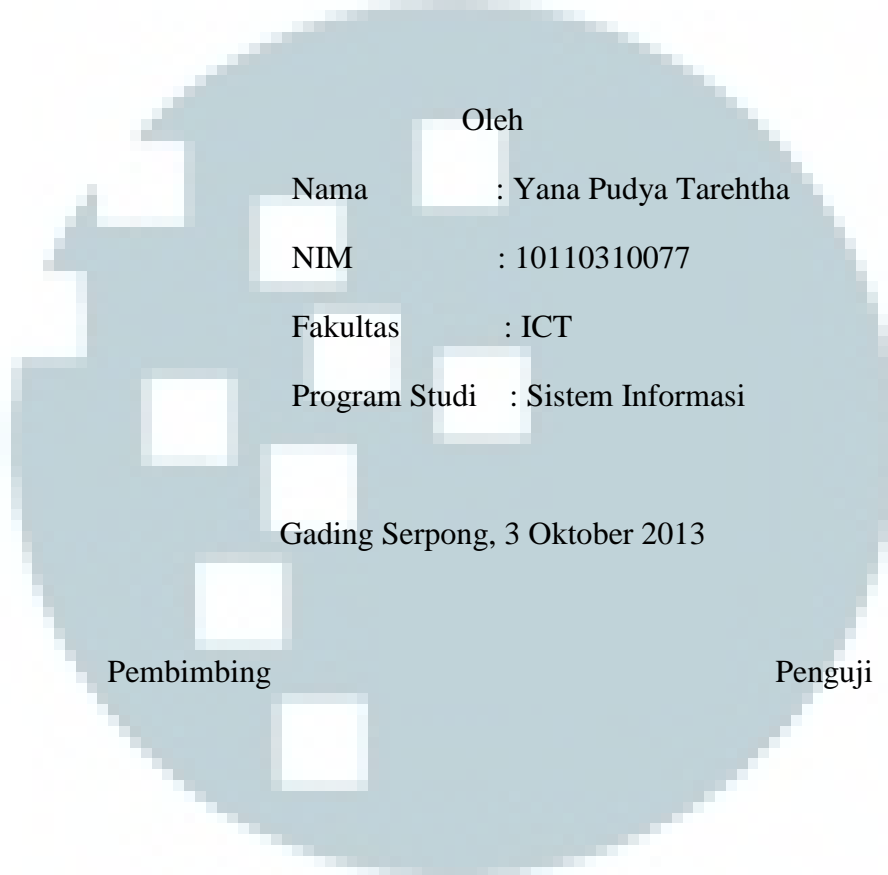 Oleh
Nama : Yana Pudya Tarehtha
NIM : 10110310077
Fakultas : ICT
Program Studi : Sistem Informasi
Gading Serpong, 3 Oktober 2013
Pembimbing Penguji